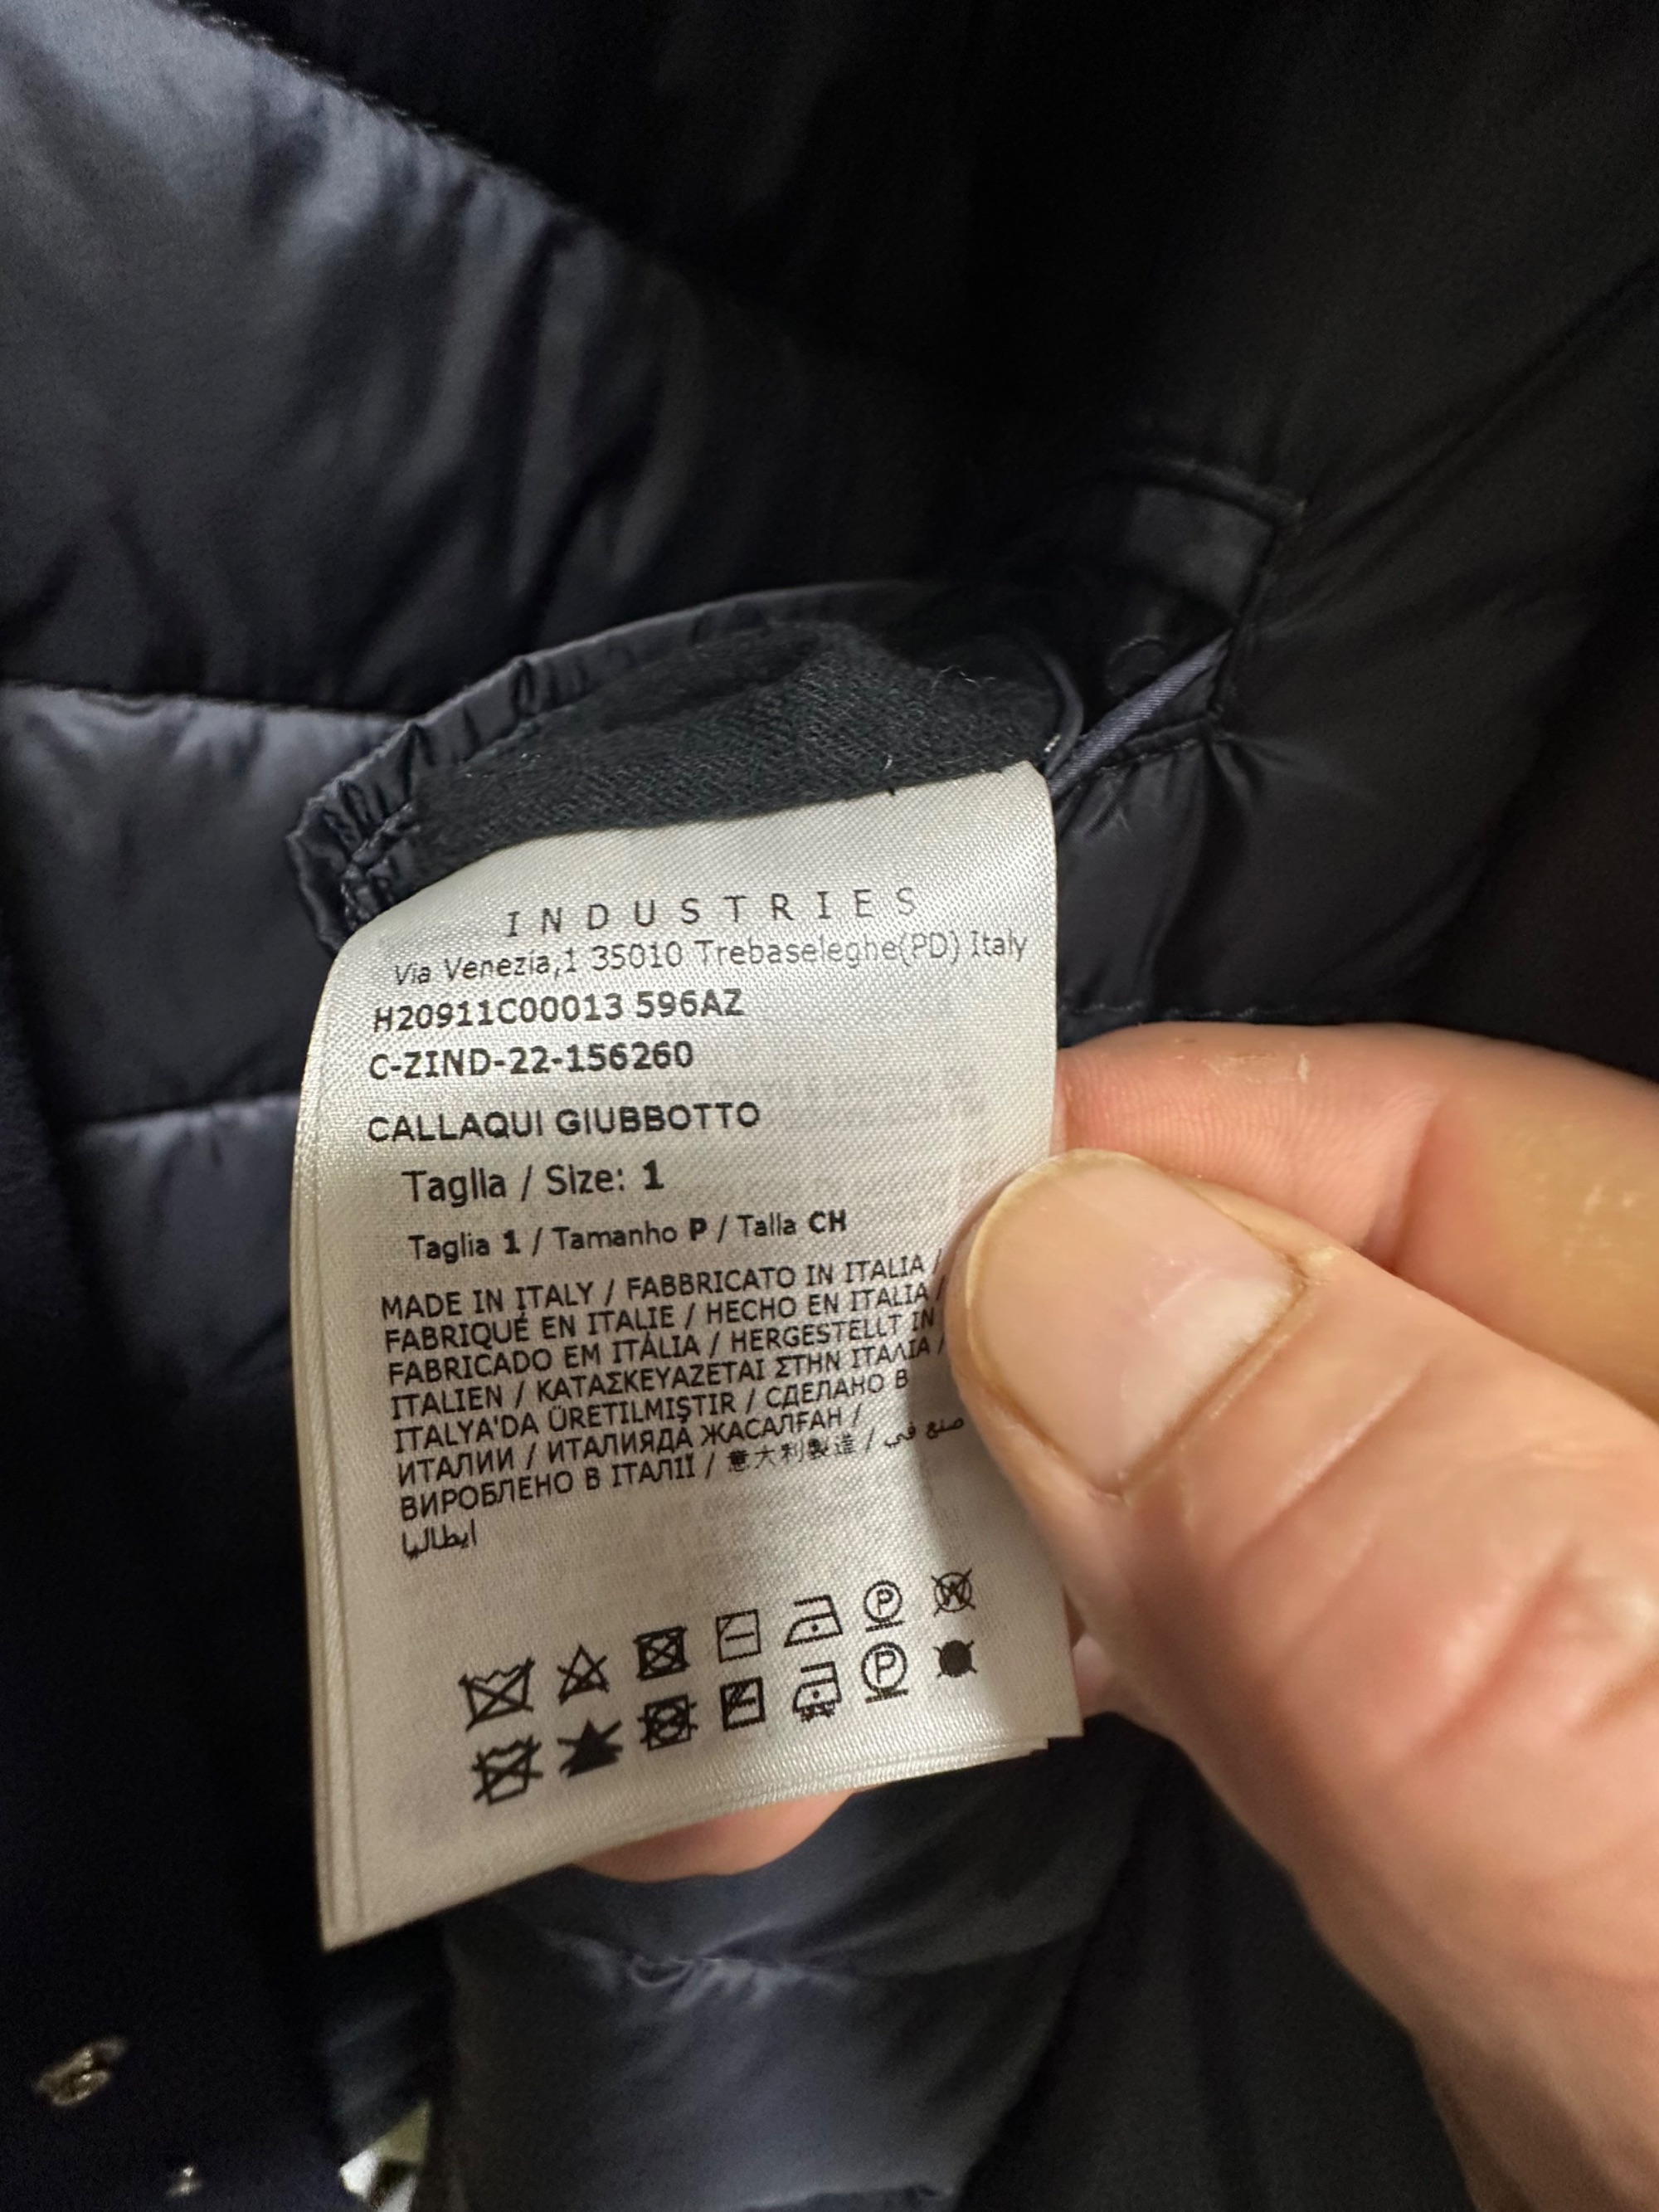 INDUSTRIES
Via Venezia,1 35010 Trebaseleghe(PD) Italy
H20911C00013 596AZ
C-ZIND-22-156260
CALLAQUI GIUBBOTTO
Taglia / Size: 1
Taglia 1 / Tamanho P / Talla CH
MADE IN ITALY / FABBRICATO IN ITALIA /
FABRIQUÉ EN ITALIE / HECHO EN ITALIA /
FABRICADO EM ITÁLIA / HERGESTELLT IN
ITALIEN / ΚΑΤΑΣΚΕΥΑΖΕΤΑΙ ΣΤΗΝ ΙΤΑΛΙΑ /
ITALYA'DA ÜRETILMIŞTIR / СДЕЛАНО В
ИТАЛИИ / ИТАЛИЯДА ЖАСАЛҒАН /
ВИРОБЛЕНО В ІТАЛІЇ / 意大利製造 / صنع في
ايطاليا
P
W
P